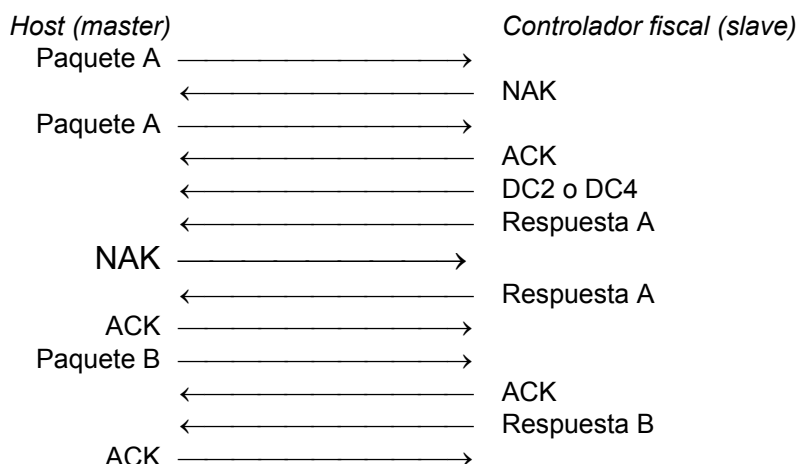 Host (master) Controlador fiscal (slave)
Paquete A
NAK
Paquete A
ACK
DC2 o DC4
Respuesta A
NAK
Respuesta A
ACK
Paquete B
ACK
Respuesta B
ACK